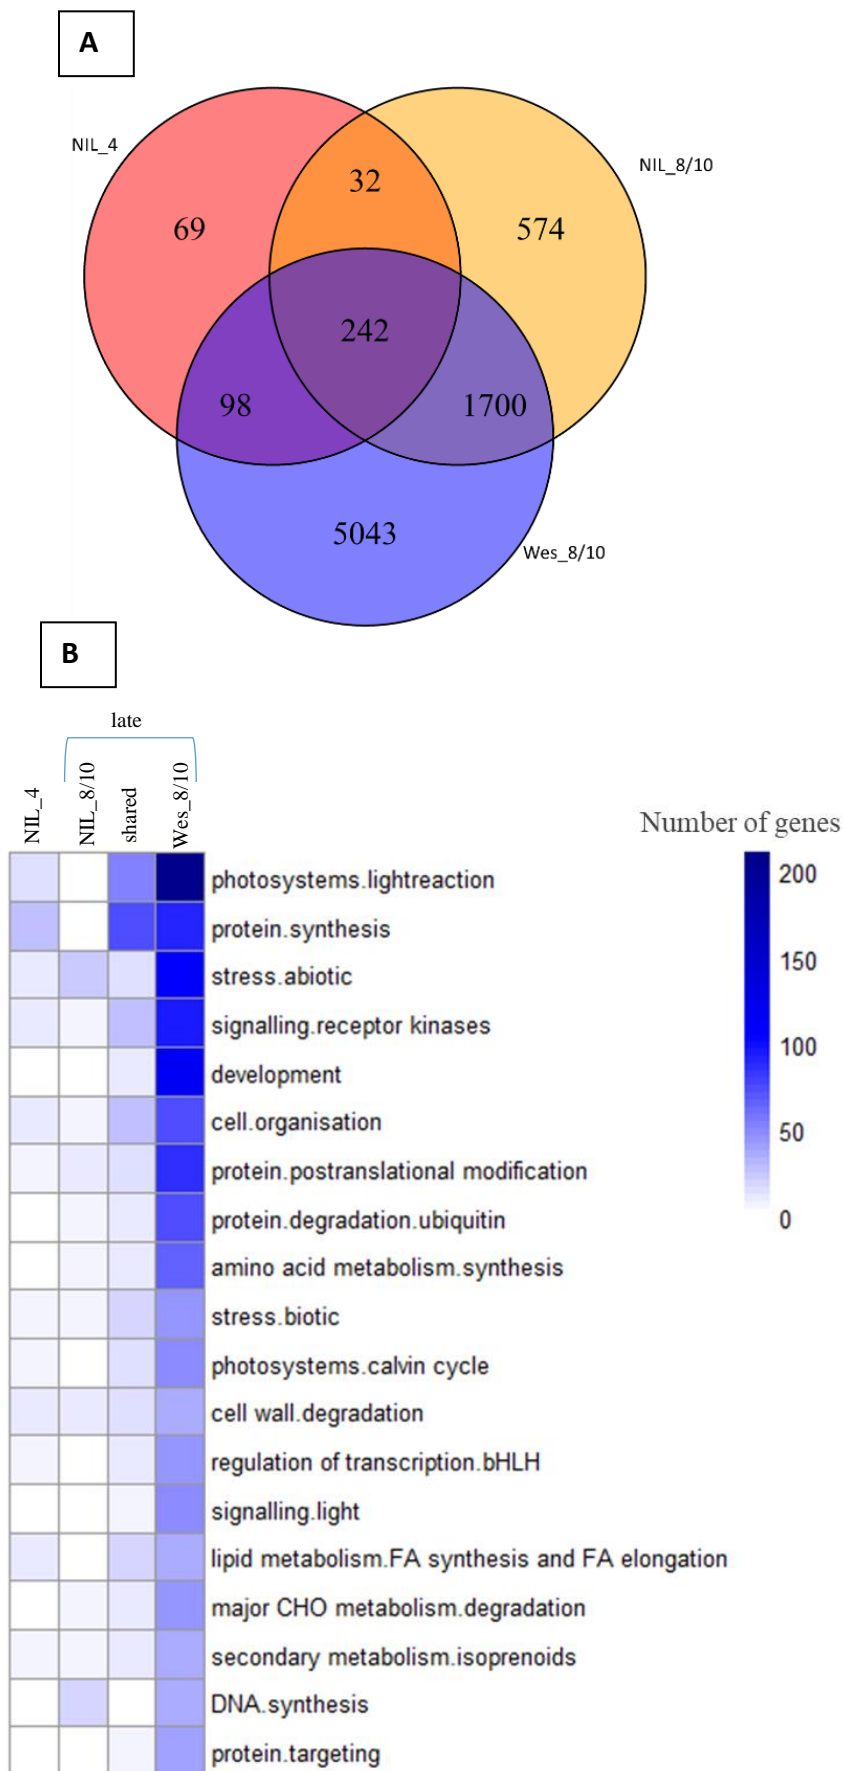 A
NIL_4
NIL_8/10
32
69
574
242
98
1700
5043
Wes_8/10
B
late
NIL_4
NIL_8/10
shared
Wes_8/10
Number of genes
photosystems.lightreaction
protein.synthesis
stress.abiotic
signalling.receptor kinases
development
cell.organisation
protein.postranslational modification
protein.degradation.ubiquitin
amino acid metabolism.synthesis
stress.biotic
photosystems.calvin cycle
cell wall.degradation
regulation of transcription.bHLH
signalling.light
lipid metabolism.FA synthesis and FA elongation
major CHO metabolism.degradation
secondary metabolism.isoprenoids
DNA.synthesis
protein.targeting
200
150
100
50
0